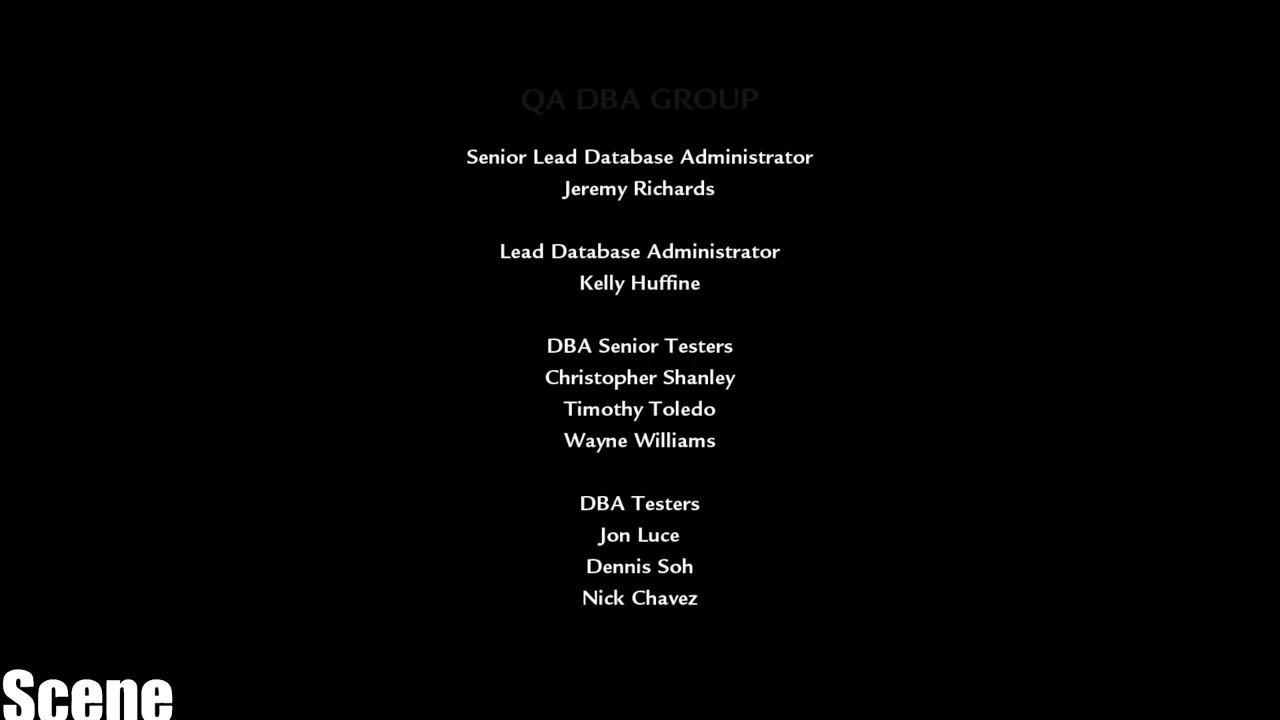 QA DBA GROUP
Senior Lead Database Administrator
Jeremy Richards
Lead Database Administrator
Kelly Huffine
DBA Senior Testers
Christopher Shanley
Timothy Toledo
Wayne Williams
DBA Testers
Jon Luce
Dennis Soh
Nick Chavez
Scene